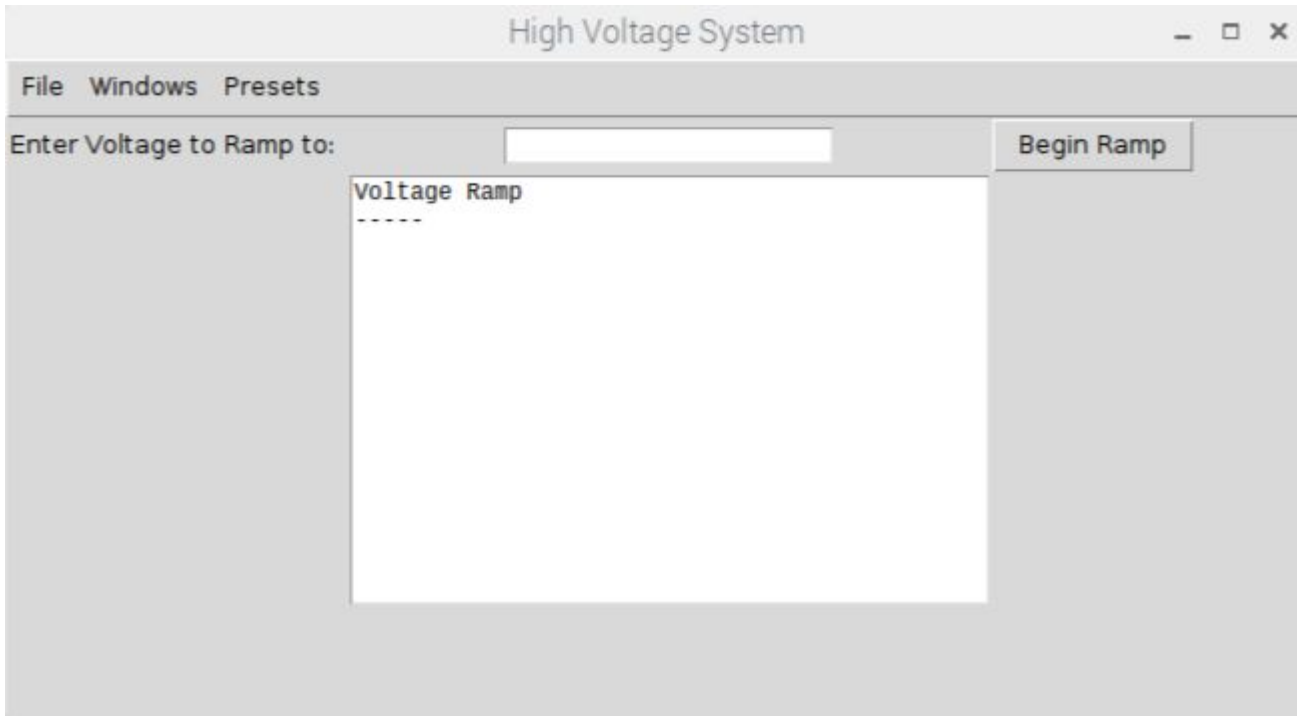 High Voltage System
File Windows Presets
Enter Voltage to Ramp to: Begin Ramp
Voltage Ramp
-----